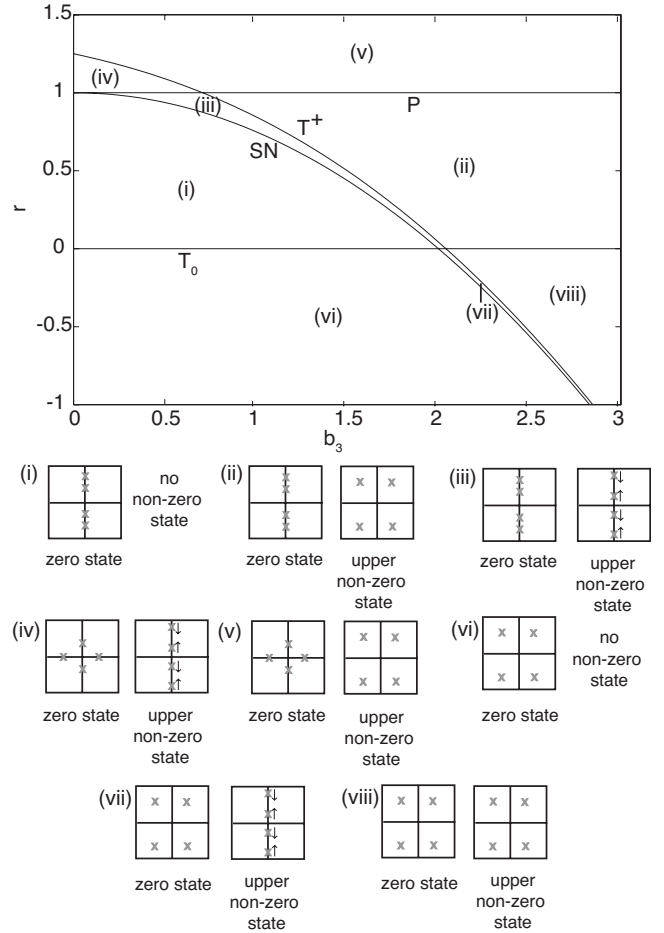 1.5
(v)
(iv)
1
(iii)
P
T+
SN
0.5
(ii)
(i)
r
0
T0
(viii)
(vi)
(vii)
-0.5
-1
0 0.5 1 1.5 2 2.5 3
b3
(i)
no
non-zero
state
zero state
(ii)
zero state
upper
non-zero
state
(iii)
zero state
upper
non-zero
state
(iv)
zero state
upper
non-zero
state
(v)
zero state
upper
non-zero
state
(vi)
no
non-zero
state
zero state
(vii)
zero state
upper
non-zero
state
(viii)
zero state
upper
non-zero
state